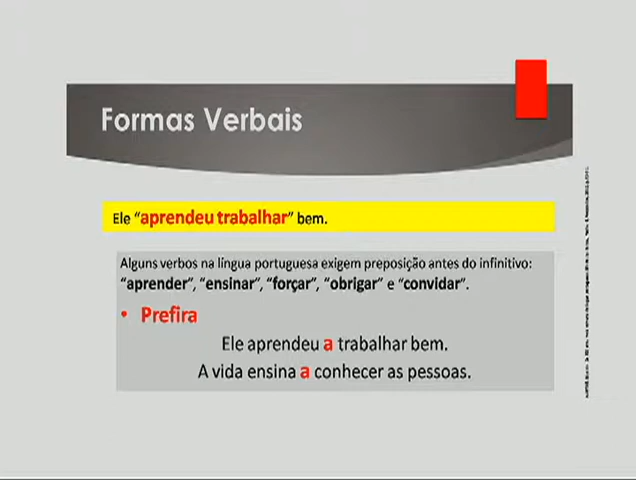 Formas Verbais
Ele “aprendeu trabalhar” bem.
Alguns verbos na língua portuguesa exigem preposição antes do infinitivo:
“aprender”, “ensinar”, “forçar”, “obrigar” e “convidar”.
• Prefira
Ele aprendeu a trabalhar bem.
A vida ensina a conhecer as pessoas.